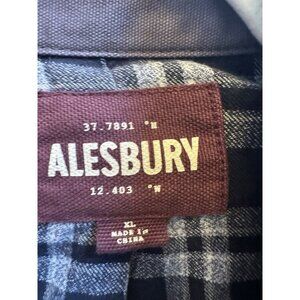 37.7891 °N
ALESBURY
12.403 °W
XL
MADE IN
CHINA